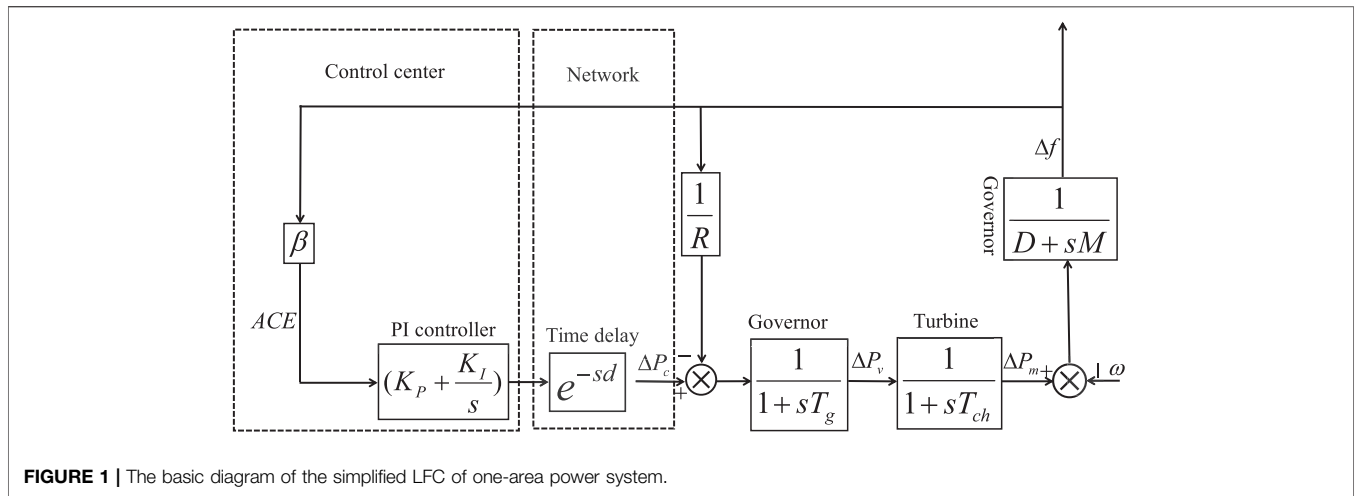 Control center
Network
Δf
Governor
1
D + sM
1
R
β
ACE
PI controller
(K_P + K_I/s)
Time delay
e^{-sd}
ΔP_c
−
+
Governor
1
1 + sT_g
ΔP_v
Turbine
1
1 + sT_{ch}
ΔP_m+
− ω
FIGURE 1 | The basic diagram of the simplified LFC of one-area power system.